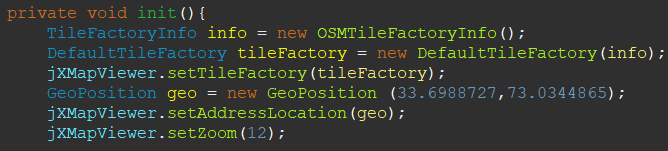 private void init(){
    TileFactoryInfo info = new OSMTileFactoryInfo();
    DefaultTileFactory tileFactory = new DefaultTileFactory(info);
    jXMapViewer.setTileFactory(tileFactory);
    GeoPosition geo = new GeoPosition (33.6988727,73.0344865);
    jXMapViewer.setAddressLocation(geo);
    jXMapViewer.setZoom(12);